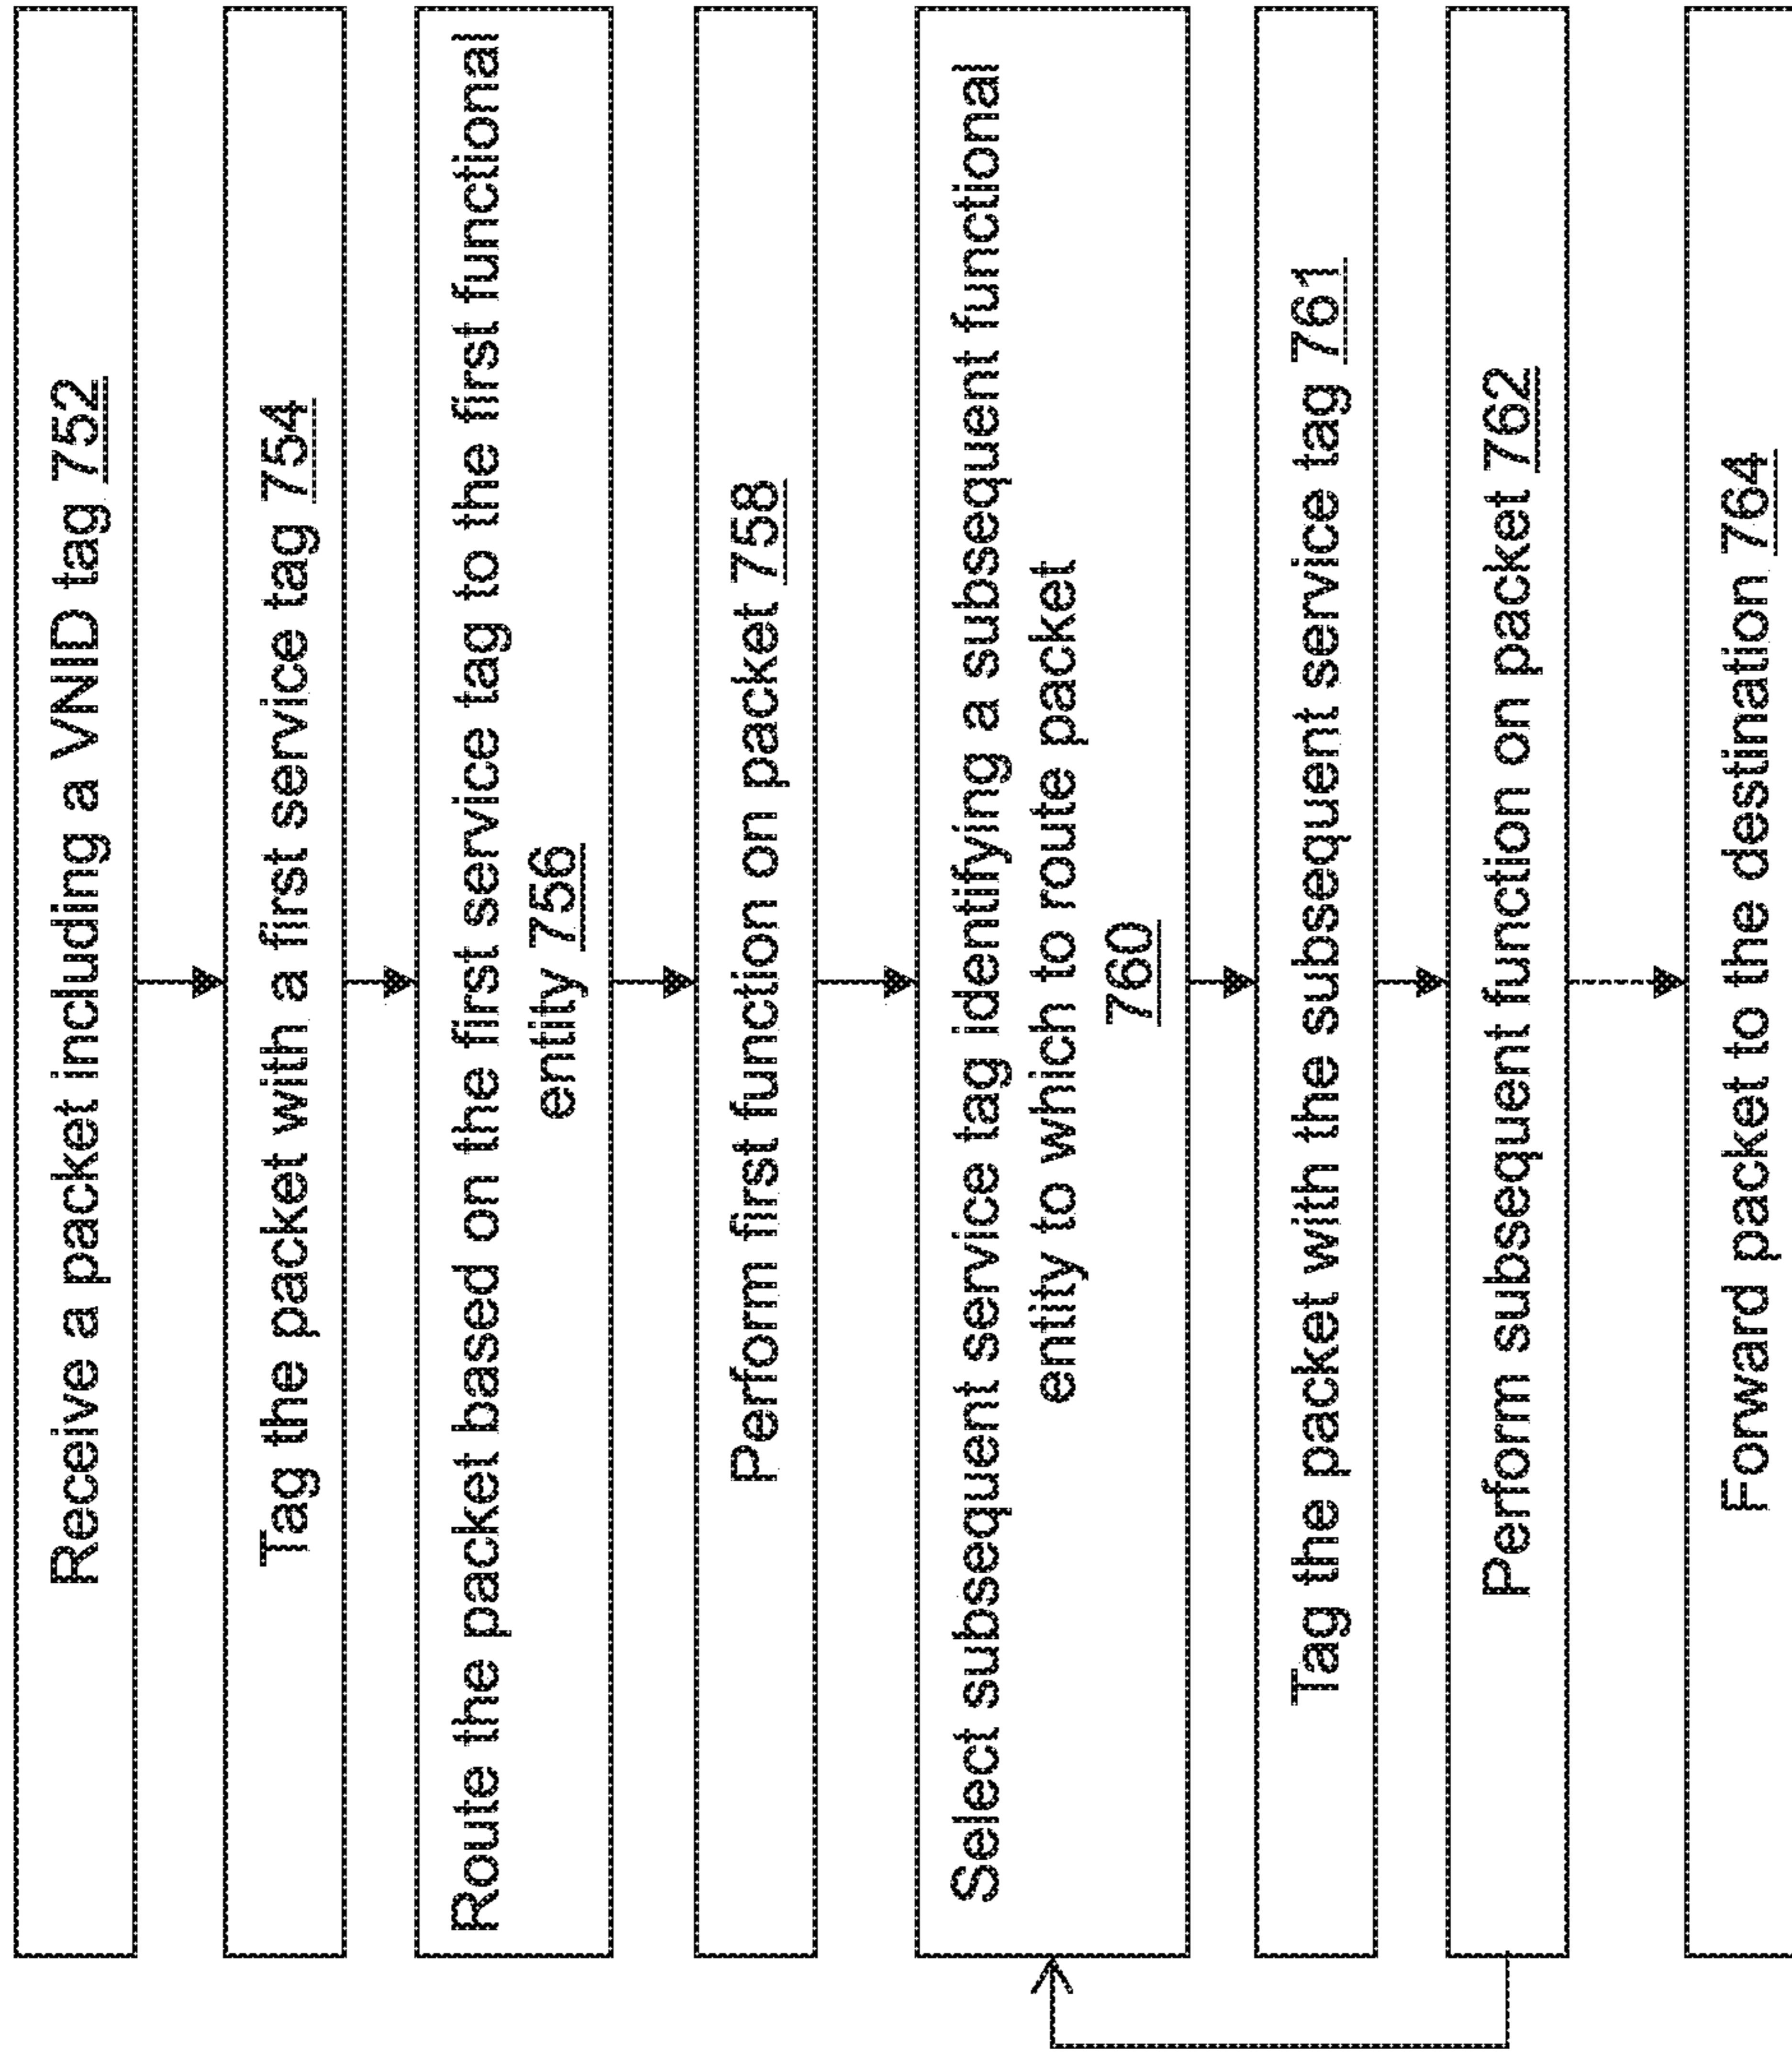 Receive a packet including a VNID tag 752
Tag the packet with a first service tag 754
Route the packet based on the first service tag to the first functional
entity 756
Perform first function on packet 758
Select subsequent service tag identifying a subsequent functional
entity to which to route packet
760
Tag the packet with the subsequent service tag 761
Perform subsequent function on packet 762
Forward packet to the destination 764